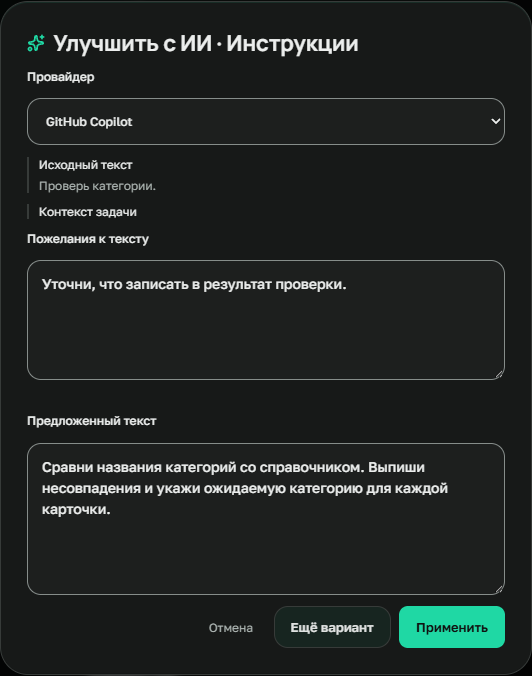 Улучшить с ИИ · Инструкции
Провайдер
GitHub Copilot
Исходный текст
Проверь категории.
Контекст задачи
Пожелания к тексту
Уточни, что записать в результат проверки.
Предложенный текст
Сравни названия категорий со справочником. Выпиши
несовпадения и укажи ожидаемую категорию для каждой
карточки.
Отмена
Ещё вариант
Применить